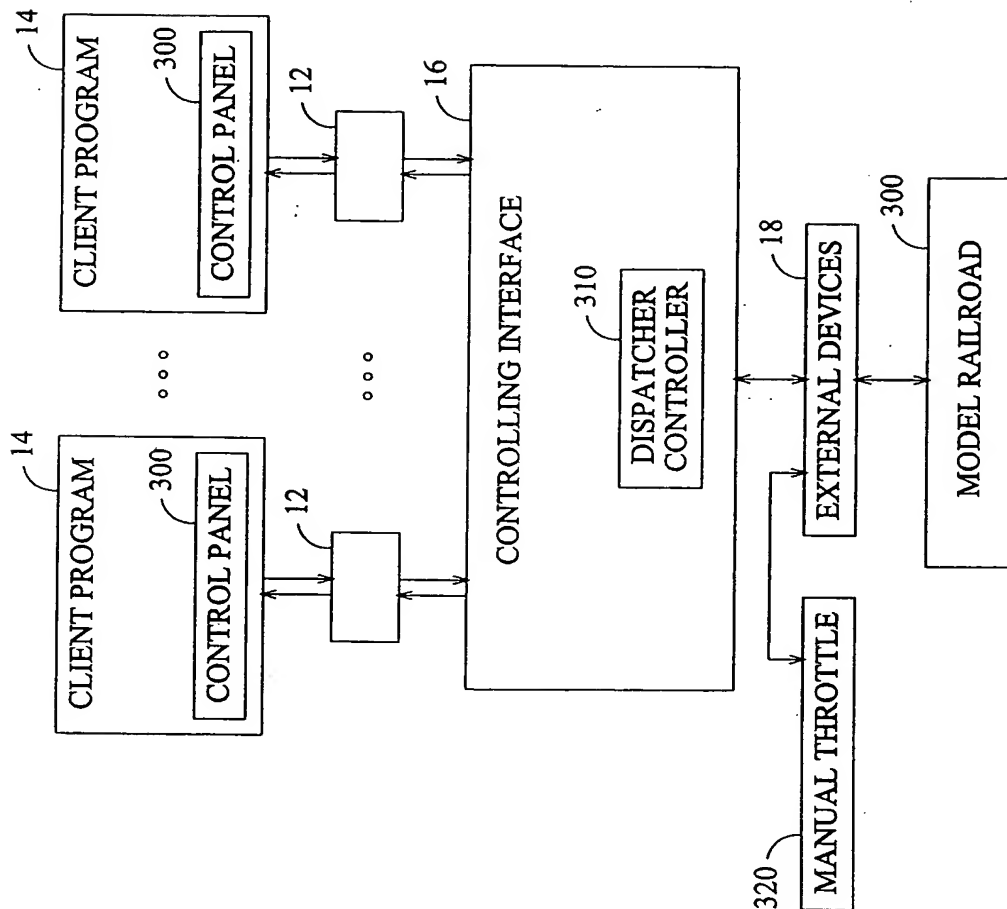 14
CLIENT PROGRAM
300
CONTROL PANEL
14
CLIENT PROGRAM
300
CONTROL PANEL
12
12
16
CONTROLLING INTERFACE
310
DISPATCHER
CONTROLLER
18
EXTERNAL DEVICES
320
MANUAL THROTTLE
300
MODEL RAILROAD